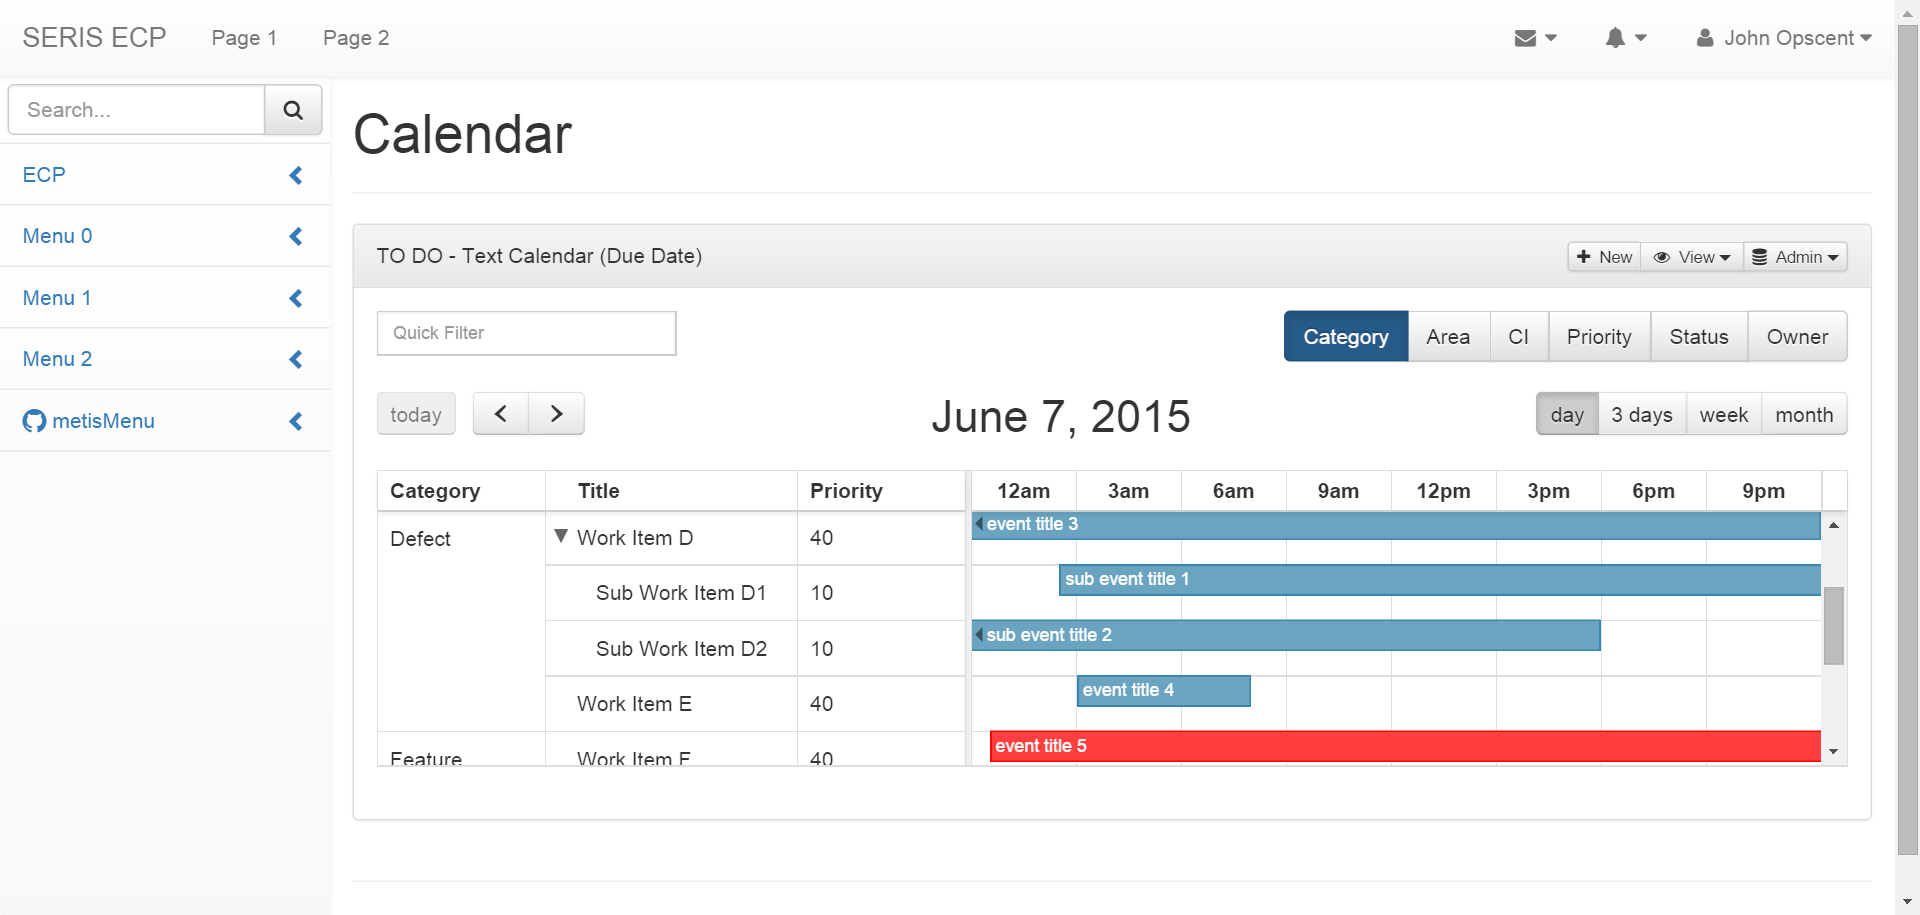 SERIS ECP Page 1 Page 2 John Opscent
Search...
ECP
Menu 0
Menu 1
Menu 2
metisMenu
Calendar
TO DO - Text Calendar (Due Date) New View Admin
Quick Filter Category Area CI Priority Status Owner
today June 7, 2015 day 3 days week month
Category Title Priority 12am 3am 6am 9am 12pm 3pm 6pm 9pm
Defect Work Item D 40 event title 3
Sub Work Item D1 10 sub event title 1
Sub Work Item D2 10 sub event title 2
Work Item E 40 event title 4
Feature Work Item F 40 event title 5